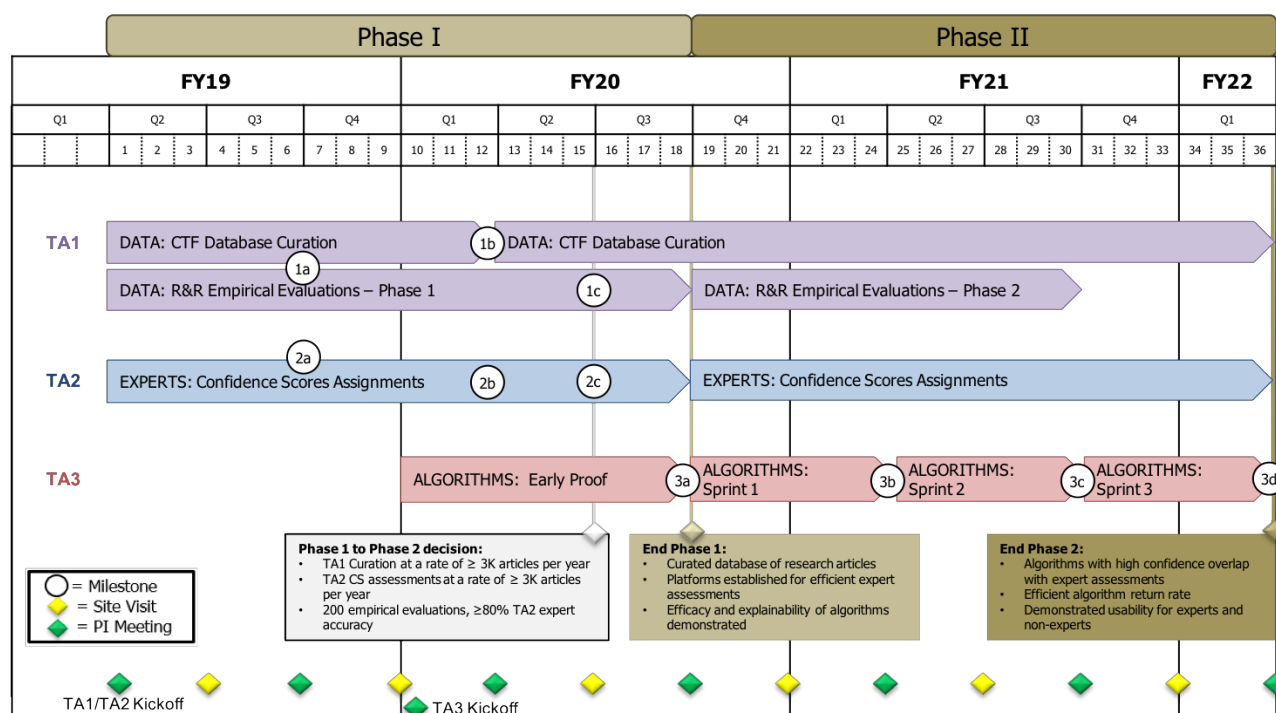 Phase I
Phase II
FY19
FY20
FY21
FY22
Q1
Q2
Q3
Q4
Q1
Q2
Q3
Q4
Q1
Q2
Q3
Q4
Q1
1
2
3
4
5
6
7
8
9
10
11
12
13
14
15
16
17
18
19
20
21
22
23
24
25
26
27
28
29
30
31
32
33
34
35
36
TA1
DATA: CTF Database Curation
1b
DATA: CTF Database Curation
1a
DATA: R&R Empirical Evaluations – Phase 1
1c
DATA: R&R Empirical Evaluations – Phase 2
2a
TA2
EXPERTS: Confidence Scores Assignments
2b
2c
EXPERTS: Confidence Scores Assignments
TA3
ALGORITHMS: Early Proof
3a
ALGORITHMS:
Sprint 1
3b
ALGORITHMS:
Sprint 2
3c
ALGORITHMS:
Sprint 3
3d
Phase 1 to Phase 2 decision:
• TA1 Curation at a rate of ≥ 3K articles per year
• TA2 CS assessments at a rate of ≥ 3K articles
per year
• 200 empirical evaluations, ≥80% TA2 expert
accuracy
End Phase 1:
• Curated database of research articles
• Platforms established for efficient expert
assessments
• Efficacy and explainability of algorithms
demonstrated
End Phase 2:
• Algorithms with high confidence overlap
with expert assessments
• Efficient algorithm return rate
• Demonstrated usability for experts and
non-experts
= Milestone
= Site Visit
= PI Meeting
TA1/TA2 Kickoff
TA3 Kickoff